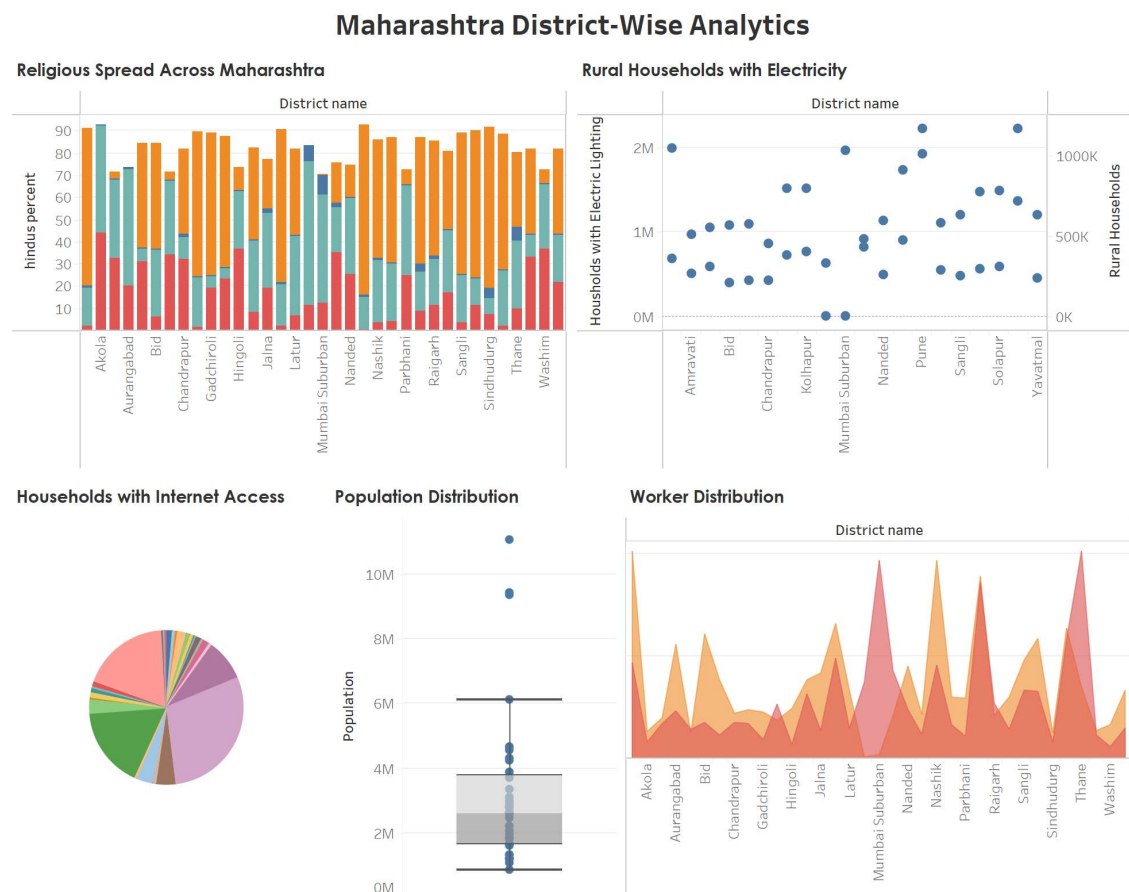 Maharashtra District-Wise Analytics
Religious Spread Across Maharashtra
District name
hindus percent
90
80
70
60
50
40
30
20
10
Akola
Aurangabad
Bid
Chandrapur
Gadchiroli
Hingoli
Jalna
Latur
Mumbai Suburban
Nanded
Nashik
Parbhani
Raigarh
Sangli
Sindhudurg
Thane
Washim
Rural Households with Electricity
District name
Housholds with Electric Lighting
2M
1M
0M
1000K
500K
0K
Rural Households
Amravati
Bid
Chandrapur
Kolhapur
Mumbai Suburban
Nanded
Pune
Sangli
Solapur
Yavatmal
Households with Internet Access
Population Distribution
Population
10M
8M
6M
4M
2M
0M
Worker Distribution
District name
Akola
Aurangabad
Bid
Chandrapur
Gadchiroli
Hingoli
Jalna
Latur
Mumbai Suburban
Nanded
Nashik
Parbhani
Raigarh
Sangli
Sindhudurg
Thane
Washim